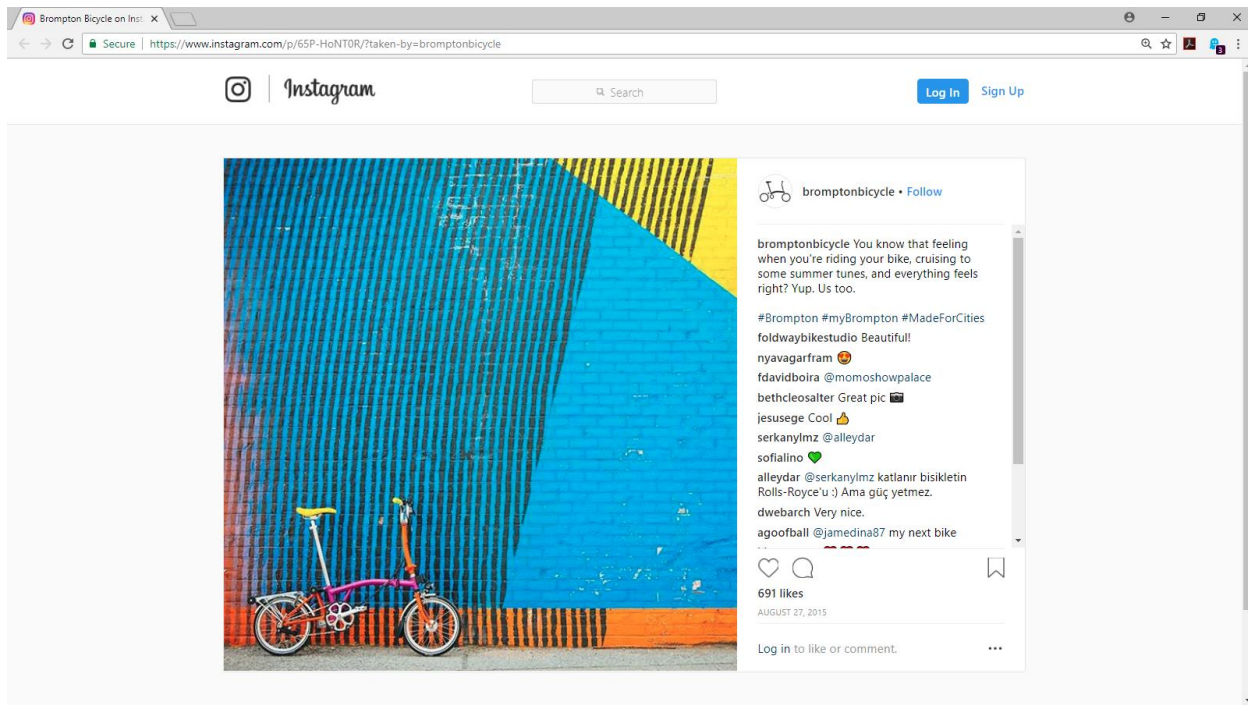 Brompton Bicycle on Inst
Secure
https://www.instagram.com/p/65P-HoNT0R/?taken-by=bromptonbicycle
3
Instagram
Search
Log In
Sign Up
bromptonbicycle • Follow
bromptonbicycle You know that feeling
when you're riding your bike, cruising to
some summer tunes, and everything feels
right? Yup. Us too.
#Brompton #myBrompton #MadeForCities
foldwaybikestudio Beautiful!
nyavagarfram 😍
fdavidboira @momoshowpalace
bethcleosalter Great pic 📷
jesusege Cool 👍
serkanylmz @alleydar
sofialino 💚
alleydar @serkanylmz katlanır bisikletin
Rolls-Royce'u :) Ama güç yetmez.
dwebarch Very nice.
agoofball @jamedina87 my next bike
691 likes
AUGUST 27, 2015
Log in to like or comment.